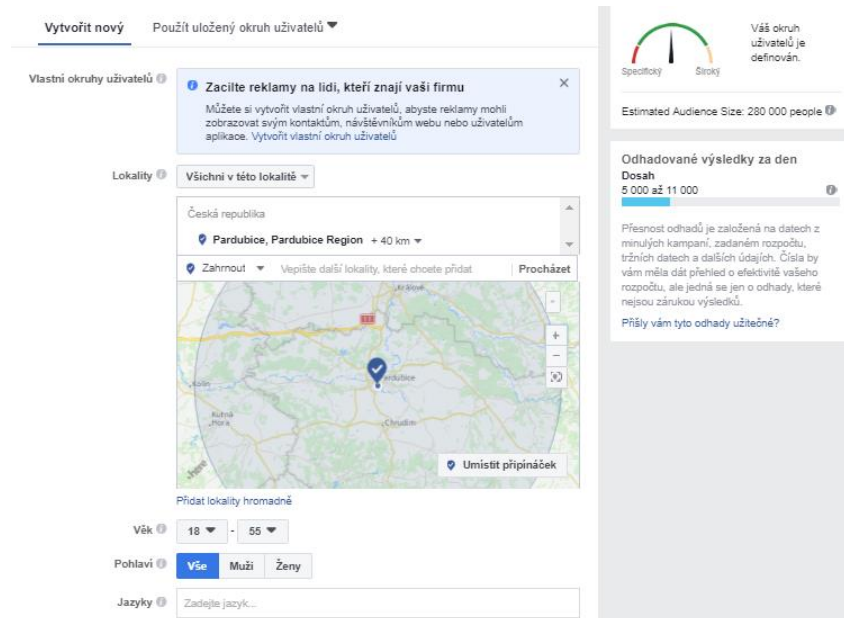 Vytvořit nový
Použít uložený okruh uživatelů
Vlastní okruhy uživatelů
Zacilte reklamy na lidi, kteří znají vaši firmu
Můžete si vytvořit vlastní okruh uživatelů, abyste reklamy mohli
zobrazovat svým kontaktům, návštěvníkům webu nebo uživatelům
aplikace. Vytvořit vlastní okruh uživatelů
Lokality
Všichni v této lokalitě
Česká republika
Pardubice, Pardubice Region + 40 km
Zahrnout
Vepište další lokality, které chcete přidat
Procházet
Králové
Pardubice
Kolín
Kutná
Hora
Chrudim
here
Umístit připínáček
Přidat lokality hromadně
Věk
18 - 55
Pohlaví
Vše Muži Ženy
Jazyky
Zadejte jazyk...
Specifický
Široký
Váš okruh
uživatelů je
definován.
Estimated Audience Size: 280 000 people
Odhadované výsledky za den
Dosah
5 000 až 11 000
Přesnost odhadů je založená na datech z
minulých kampaní, zadaném rozpočtu,
tržních datech a dalších údajích. Čísla by
vám měla dát přehled o efektivitě vašeho
rozpočtu, ale jedná se jen o odhady, které
nejsou zárukou výsledků.
Přišly vám tyto odhady užitečné?